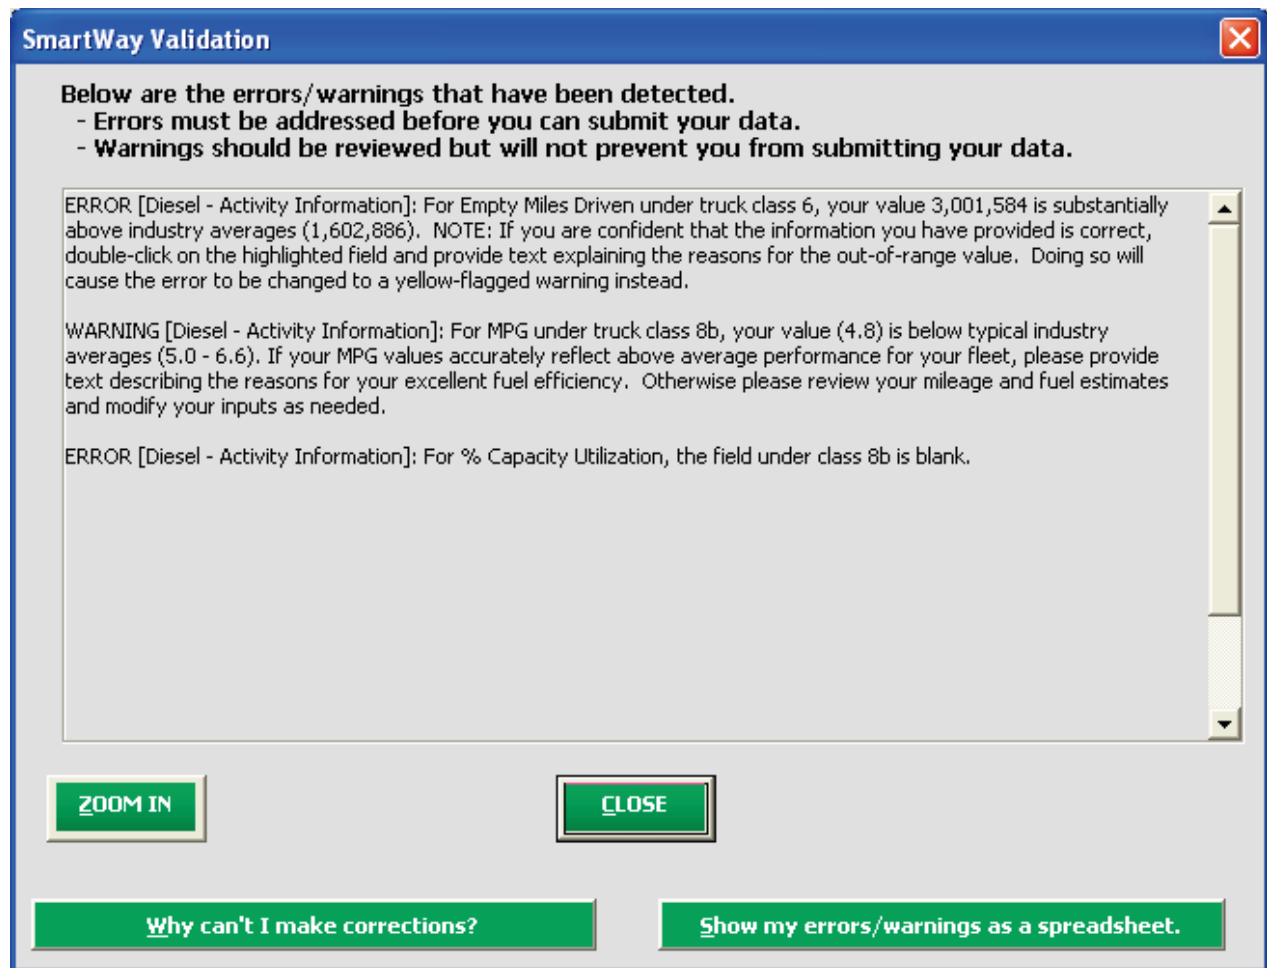 SmartWay Validation
Below are the errors/warnings that have been detected.
- Errors must be addressed before you can submit your data.
- Warnings should be reviewed but will not prevent you from submitting your data.
ERROR [Diesel - Activity Information]: For Empty Miles Driven under truck class 6, your value 3,001,584 is substantially
above industry averages (1,602,886).  NOTE: If you are confident that the information you have provided is correct,
double-click on the highlighted field and provide text explaining the reasons for the out-of-range value.  Doing so will
cause the error to be changed to a yellow-flagged warning instead.
WARNING [Diesel - Activity Information]: For MPG under truck class 8b, your value (4.8) is below typical industry
averages (5.0 - 6.6). If your MPG values accurately reflect above average performance for your fleet, please provide
text describing the reasons for your excellent fuel efficiency.  Otherwise please review your mileage and fuel estimates
and modify your inputs as needed.
ERROR [Diesel - Activity Information]: For % Capacity Utilization, the field under class 8b is blank.
ZOOM IN
CLOSE
Why can't I make corrections?
Show my errors/warnings as a spreadsheet.